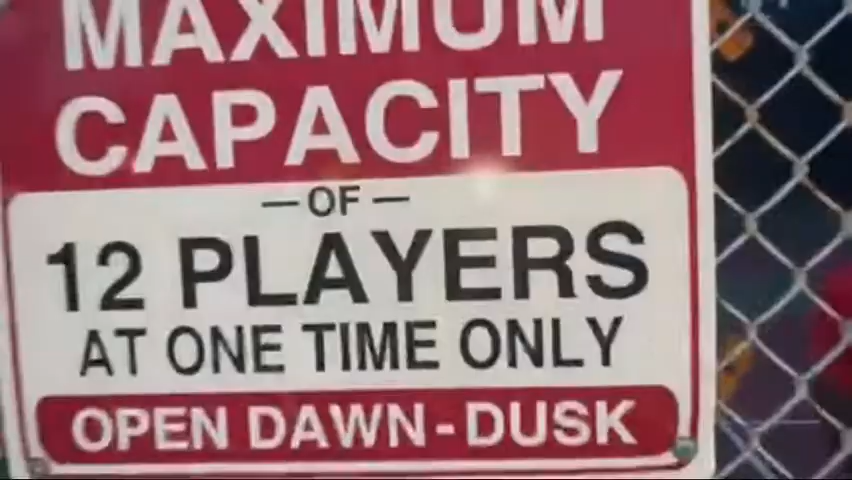 MAXIMUM
CAPACITY
— OF —
12 PLAYERS
AT ONE TIME ONLY
OPEN DAWN - DUSK